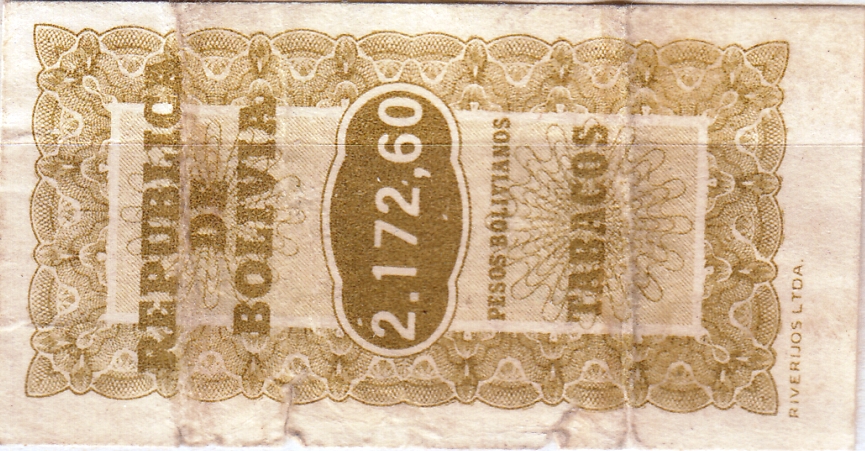 REPUBLICA
DE
BOLIVIA
2.172,60
PESOS BOLIVIANOS
TABACOS
RIVERIJOS LTDA.